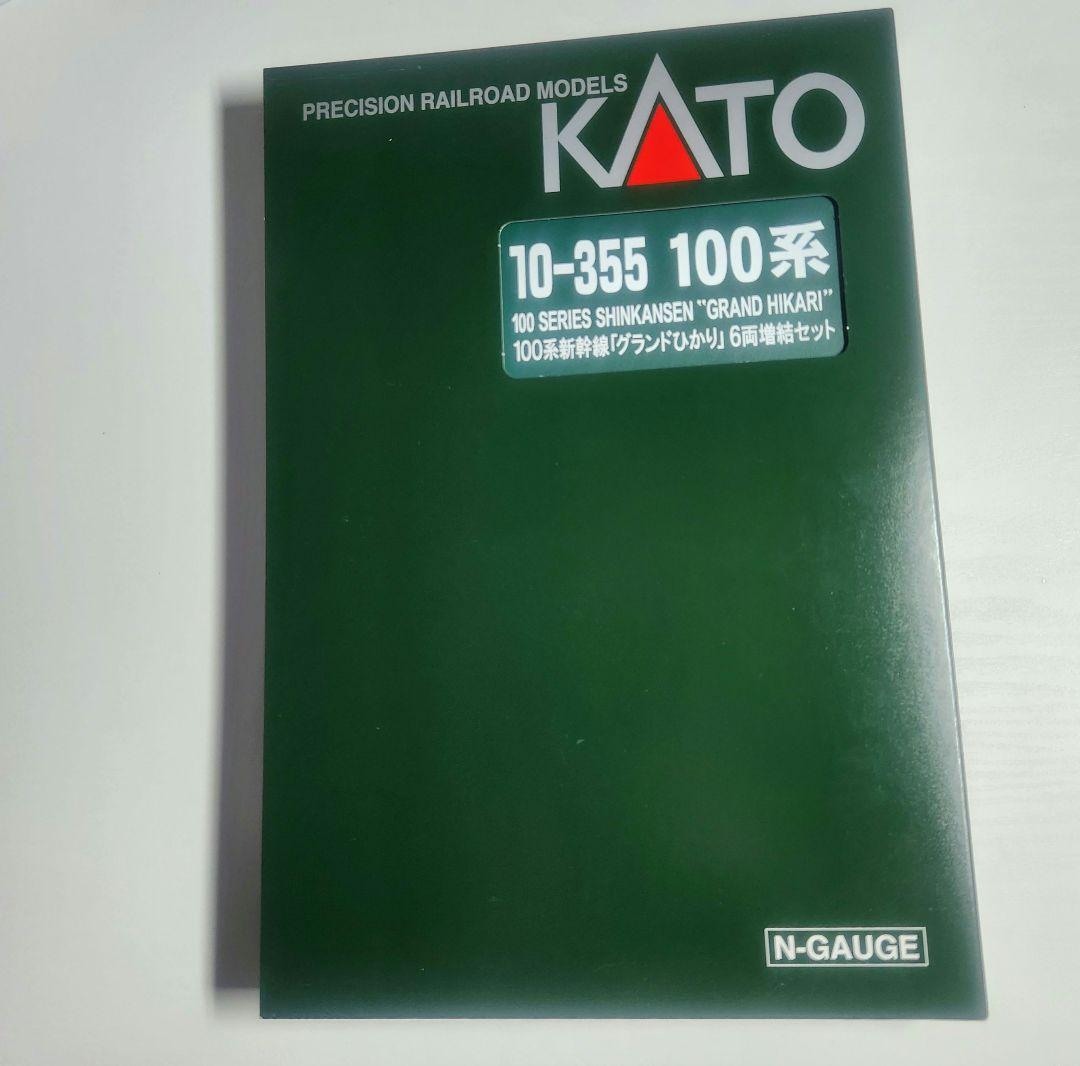 PRECISION RAILROAD MODELS
KATO
10-355 100系
100 SERIES SHINKANSEN "GRAND HIKARI"
100系新幹線「グランドひかり」6両増結セット
N-GAUGE